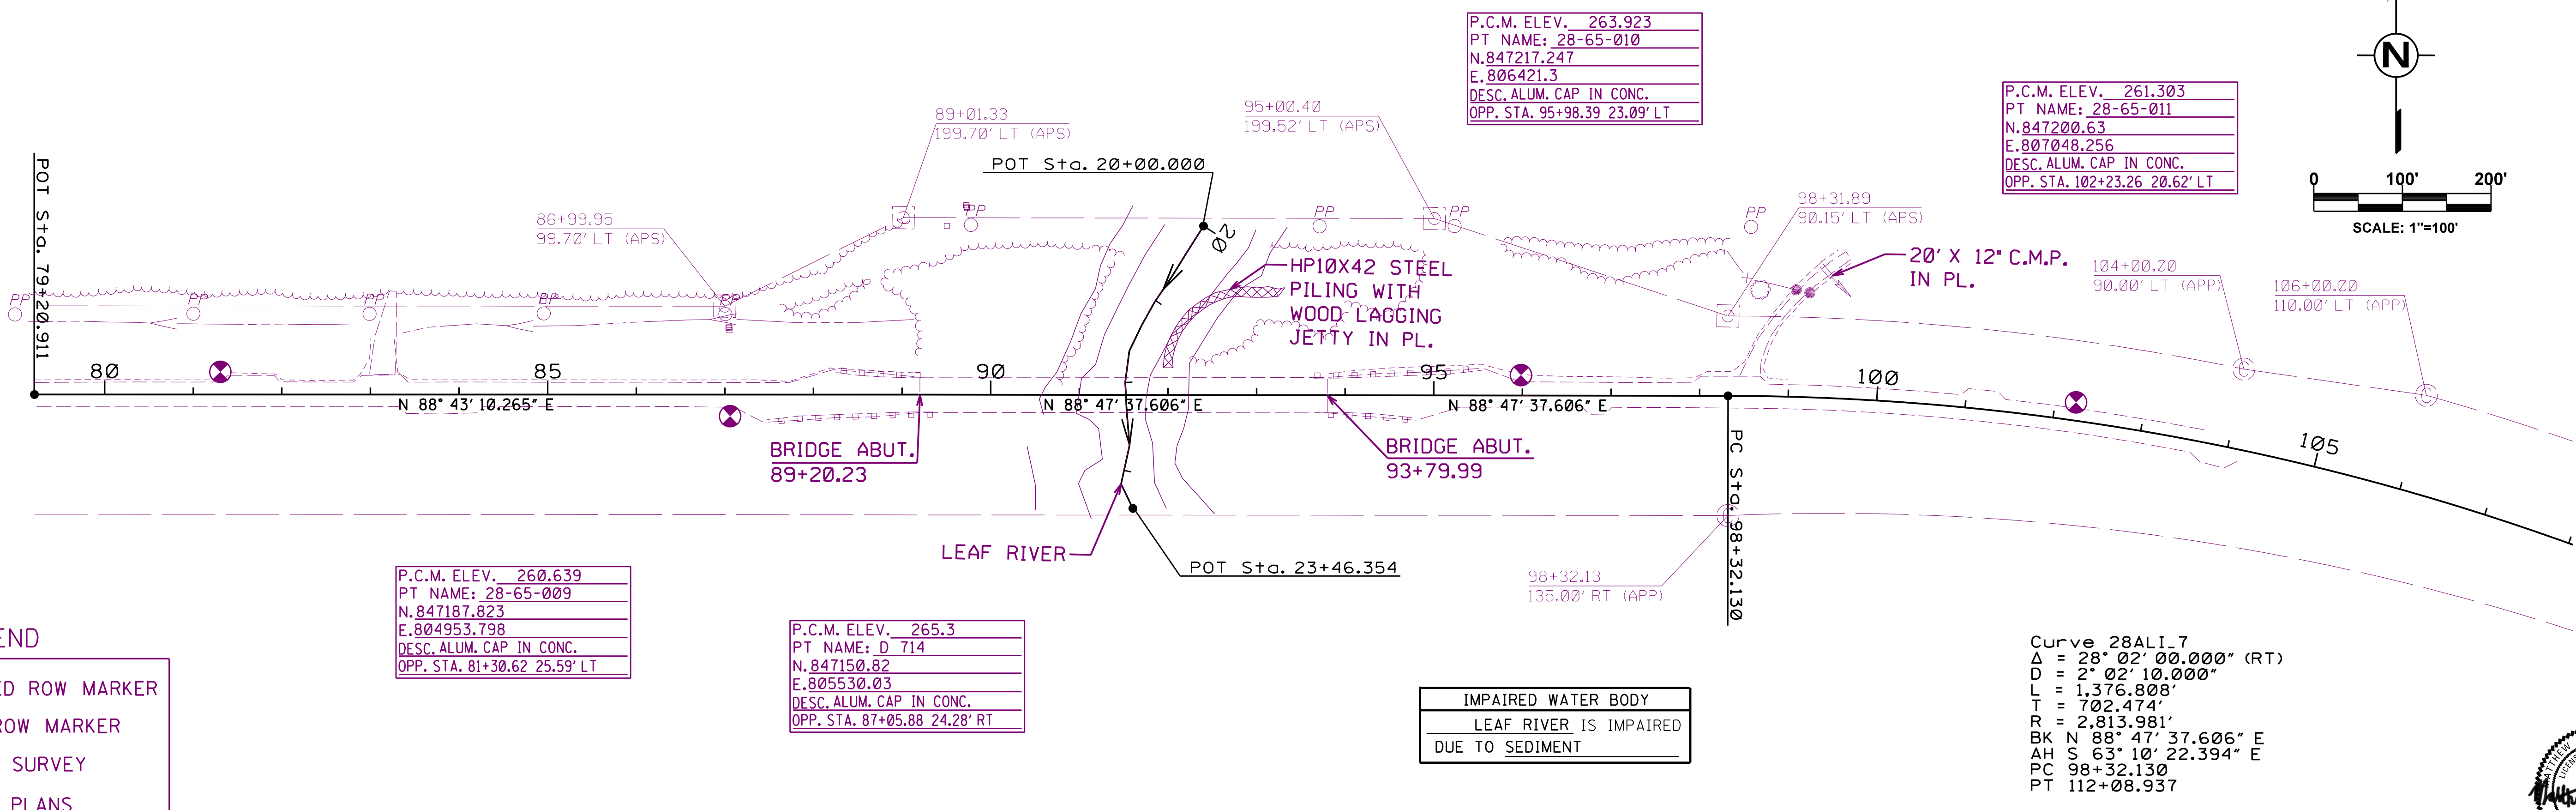 P.C.M. ELEV. 263.923
PT NAME: 28-65-010
N. 847217.247
E. 806421.3
DESC. ALUM. CAP IN CONC.
OPP. STA. 95+98.39 23.09' LT
N
P.C.M. ELEV. 261.303
PT NAME: 28-65-011
N. 847200.63
E. 807048.256
DESC. ALUM. CAP IN CONC.
OPP. STA. 102+23.26 20.62' LT
0 100' 200'
SCALE: 1"=100'
89+01.33
199.70' LT (APS)
95+00.40
199.52' LT (APS)
POT Sta. 20+00.000
POT Sta. 79+20.911
86+99.95
99.70' LT (APS)
98+31.89
90.15' LT (APS)
PP
PP
PP
PP
PP
PP
PP
PP
PP
20
HP10X42 STEEL
PILING WITH
WOOD LAGGING
JETTY IN PL.
20' X 12" C.M.P.
IN PL.
104+00.00
90.00' LT (APP)
106+00.00
110.00' LT (APP)
80
85
90
95
100
105
N 88° 43' 10.265" E
N 88° 47' 37.606" E
N 88° 47' 37.606" E
BRIDGE ABUT.
89+20.23
BRIDGE ABUT.
93+79.99
PC Sta. 98+32.130
LEAF RIVER
POT Sta. 23+46.354
98+32.13
135.00' RT (APP)
P.C.M. ELEV. 260.639
PT NAME: 28-65-009
N. 847187.823
E. 804953.798
DESC. ALUM. CAP IN CONC.
OPP. STA. 81+30.62 25.59' LT
P.C.M. ELEV. 265.3
PT NAME: D 714
N. 847150.82
E. 805530.03
DESC. ALUM. CAP IN CONC.
OPP. STA. 87+05.88 24.28' RT
END
ED ROW MARKER
ROW MARKER
SURVEY
PLANS
IMPAIRED WATER BODY
LEAF RIVER IS IMPAIRED
DUE TO SEDIMENT
Curve 28ALI_7
Δ = 28° 02' 00.000" (RT)
D = 2° 02' 10.000"
L = 1,376.808'
T = 702.474'
R = 2,813.981'
BK N 88° 47' 37.606" E
AH S 63° 10' 22.394" E
PC 98+32.130
PT 112+08.937